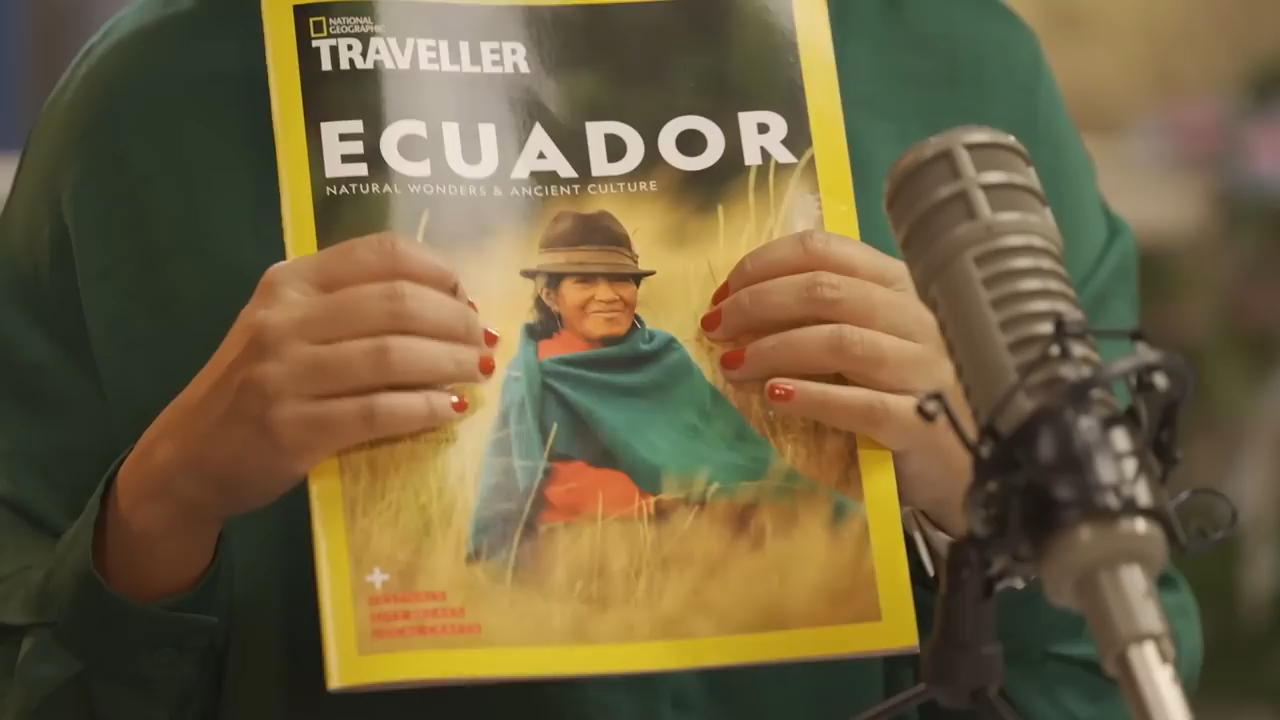 NATIONAL
GEOGRAPHIC
TRAVELLER
ECUADOR
NATURAL WONDERS & ANCIENT CULTURE
+